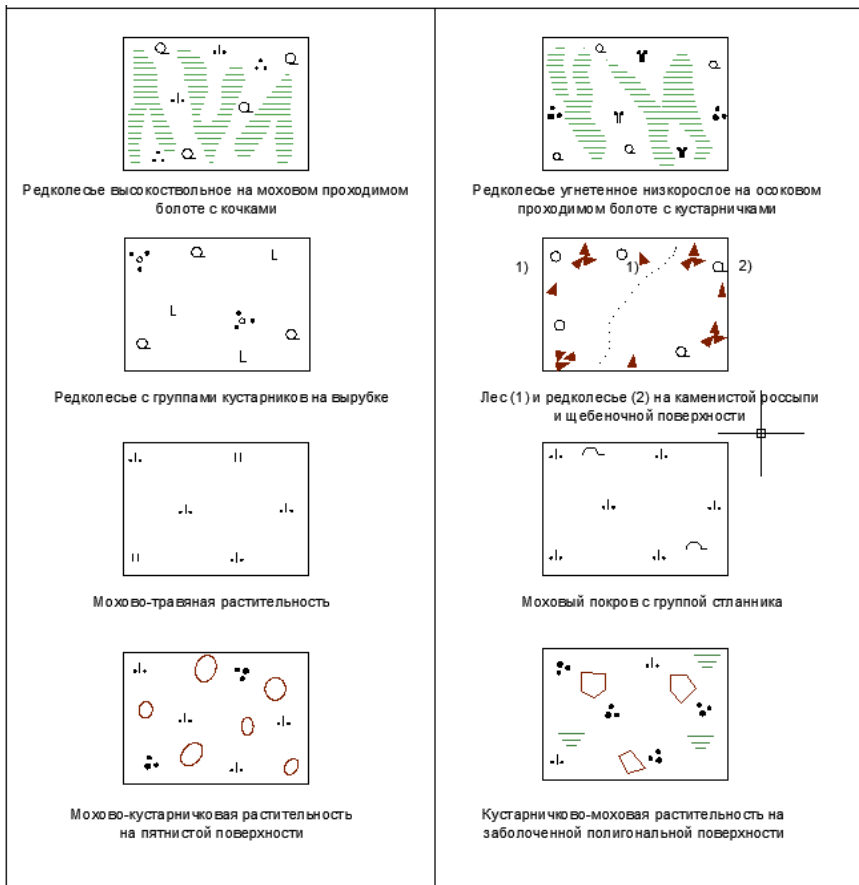 Редколесье высокоствольное на моховом проходимом
болоте с кочками
Редколесье угнетенное низкорослое на осоковом
проходимом болоте с кустарничками
Редколесье с группами кустарников на вырубке
1)
1)
2)
Лес (1) и редколесье (2) на каменистой россыпи
и щебеночной поверхности
Мохово-травяная растительность
Моховый покров с группой стланника
Мохово-кустарничковая растительность
на пятнистой поверхности
Кустарничково-моховая растительность на
заболоченной полигональной поверхности